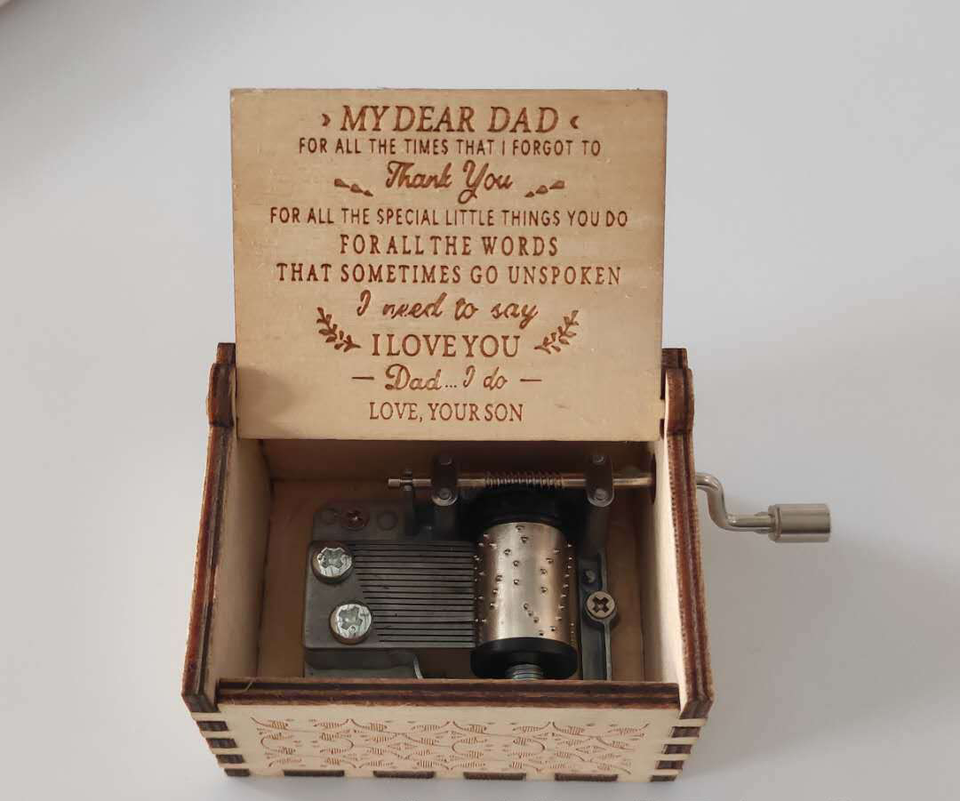 MY DEAR DAD
FOR ALL THE TIMES THAT I FORGOT TO
Thank You
FOR ALL THE SPECIAL LITTLE THINGS YOU DO
FOR ALL THE WORDS
THAT SOMETIMES GO UNSPOKEN
I need to say
I LOVE YOU
— Dad... I do —
LOVE, YOUR SON